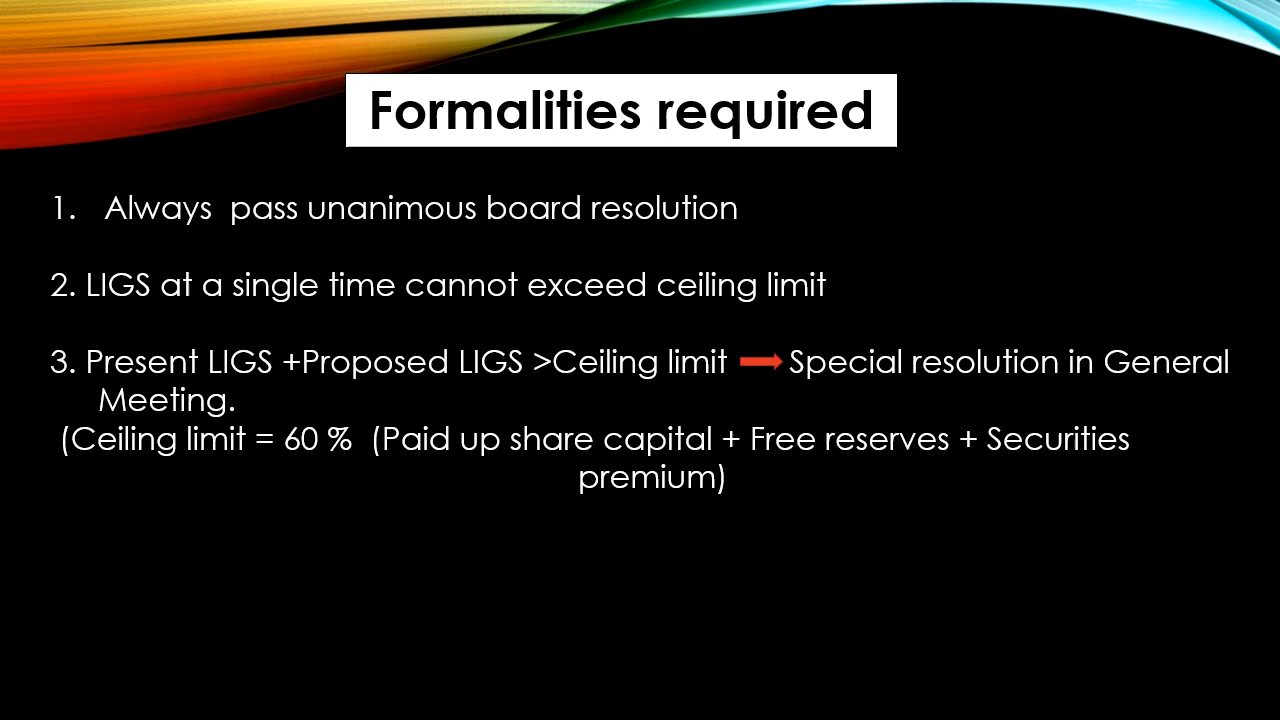 Formalities required
1. Always pass unanimous board resolution
2. LIGS at a single time cannot exceed ceiling limit
3. Present LIGS +Proposed LIGS >Ceiling limit Special resolution in General
Meeting.
(Ceiling limit = 60 % (Paid up share capital + Free reserves + Securities
premium)